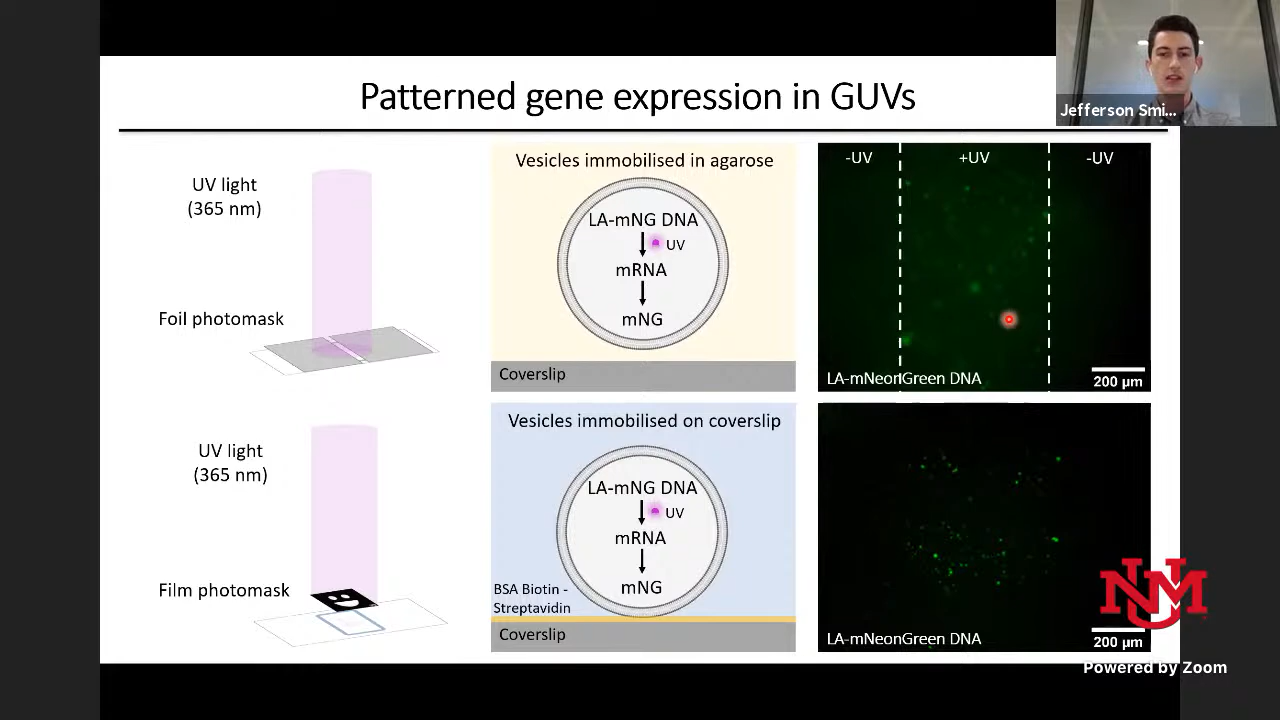 Patterned gene expression in GUVs
Jefferson Smi...
UV light
(365 nm)
Foil photomask
Vesicles immobilised in agarose
LA-mNG DNA
UV
mRNA
mNG
Coverslip
-UV
+UV
-UV
LA-mNeonGreen DNA
200 µm
UV light
(365 nm)
Film photomask
Vesicles immobilised on coverslip
LA-mNG DNA
UV
mRNA
mNG
BSA Biotin -
Streptavidin
Coverslip
LA-mNeonGreen DNA
200 µm
UNM
Powered by Zoom